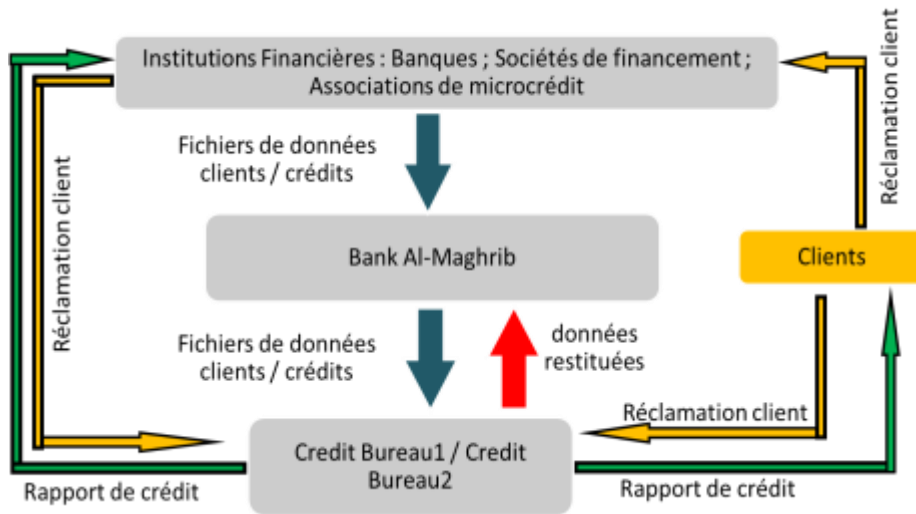 Institutions Financières : Banques ; Sociétés de financement ;
Associations de microcrédit
Réclamation client
Fichiers de données
clients / crédits
Réclamation client
Bank Al-Maghrib
Clients
Fichiers de données
clients / crédits
données
restituées
Réclamation client
Credit Bureau1 / Credit
Bureau2
Rapport de crédit
Rapport de crédit